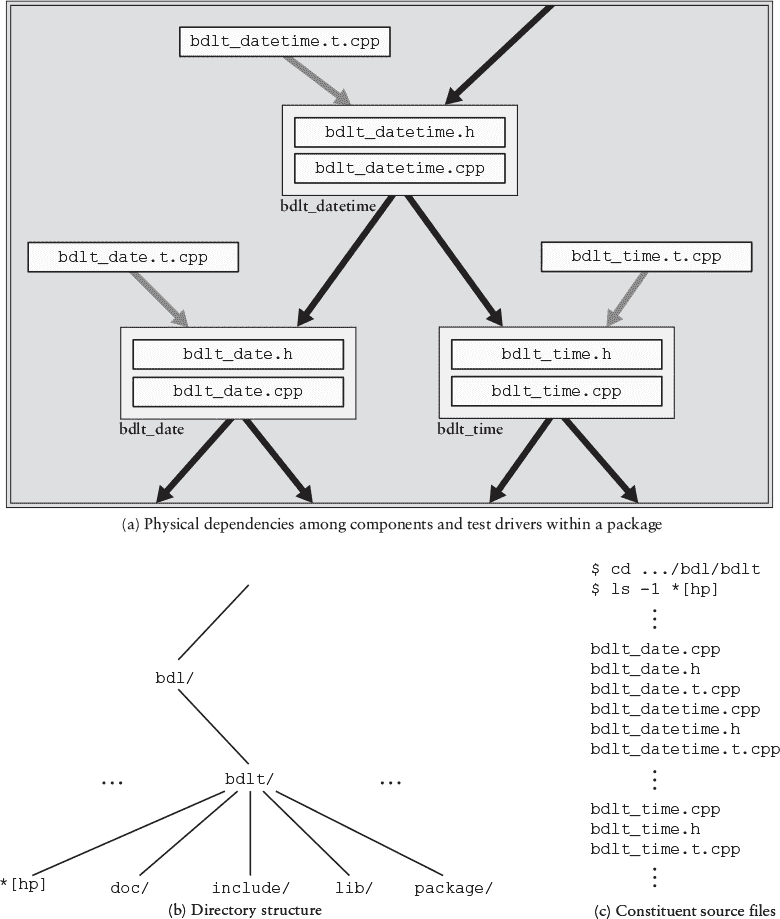 bdlt_datetime.t.cpp
bdlt_datetime.h
bdlt_datetime.cpp
bdlt_datetime
bdlt_date.t.cpp
bdlt_time.t.cpp
bdlt_date.h
bdlt_date.cpp
bdlt_date
bdlt_time.h
bdlt_time.cpp
bdlt_time
(a) Physical dependencies among components and test drivers within a package
bdl/
... bdlt/ ...
*[hp] doc/ include/ lib/ package/
(b) Directory structure
$ cd .../bdl/bdlt
$ ls -1 *[hp]
⋮
bdlt_date.cpp
bdlt_date.h
bdlt_date.t.cpp
bdlt_datetime.cpp
bdlt_datetime.h
bdlt_datetime.t.cpp
⋮
bdlt_time.cpp
bdlt_time.h
bdlt_time.t.cpp
⋮
(c) Constituent source files